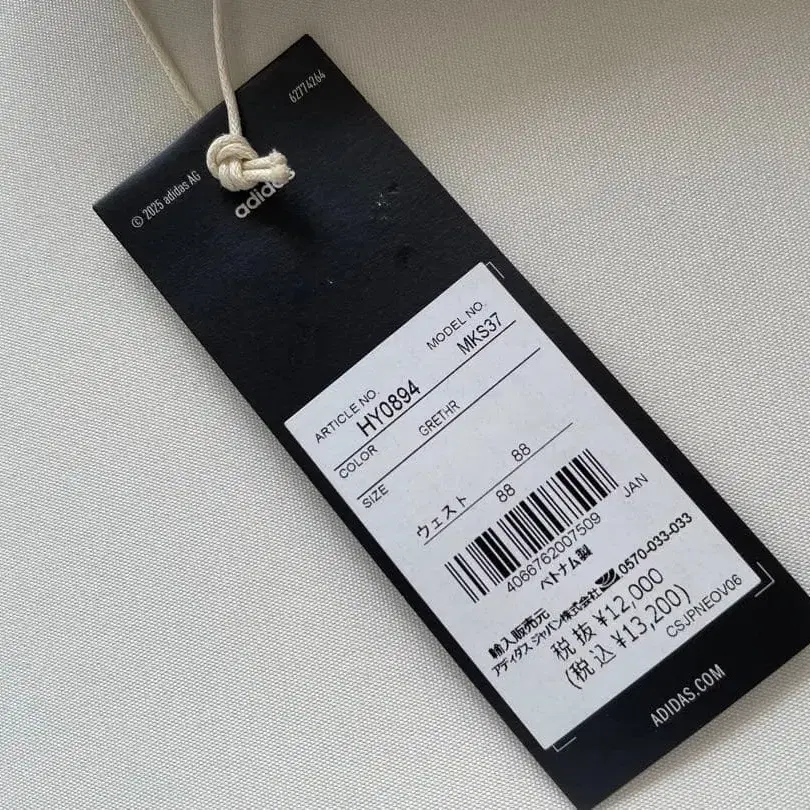 62774264
© 2025 adidas AG
adidas
ARTICLE NO. MODEL NO.
HY0894 MKS37
COLOR GRETHR
SIZE 88
ウェスト 88
JAN
4066762007509
ベトナム製
輸入販売元
アディダス ジャパン株式会社 0570-033-033
税抜 ¥12,000
(税込 ¥13,200)
CSJPNEOV06
ADIDAS.COM